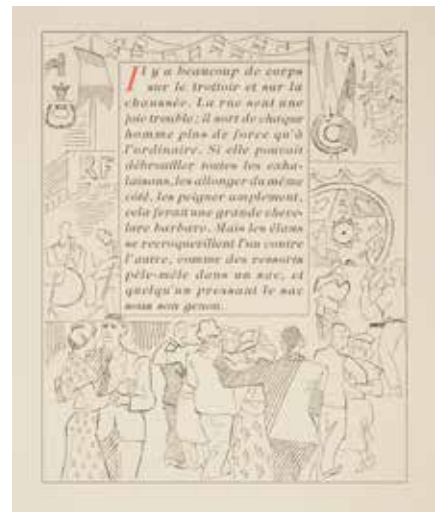 Il y a beaucoup de corps
sur le trottoir et sur la
chaussée. La rue sent une
joie trouble ; il sort de chaque
homme plus de force qu'à
l'ordinaire. Si elle pouvait
débrouiller toutes les exha-
laisons, les allonger du même
côté, les peigner amplement,
cela ferait une grande cheve-
lure barbare. Mais les élans
se recroquevillent l'un contre
l'autre, comme des ressorts
pêle-mêle dans un sac, et
quelqu'un pressant le sac
sous son genou.
RF